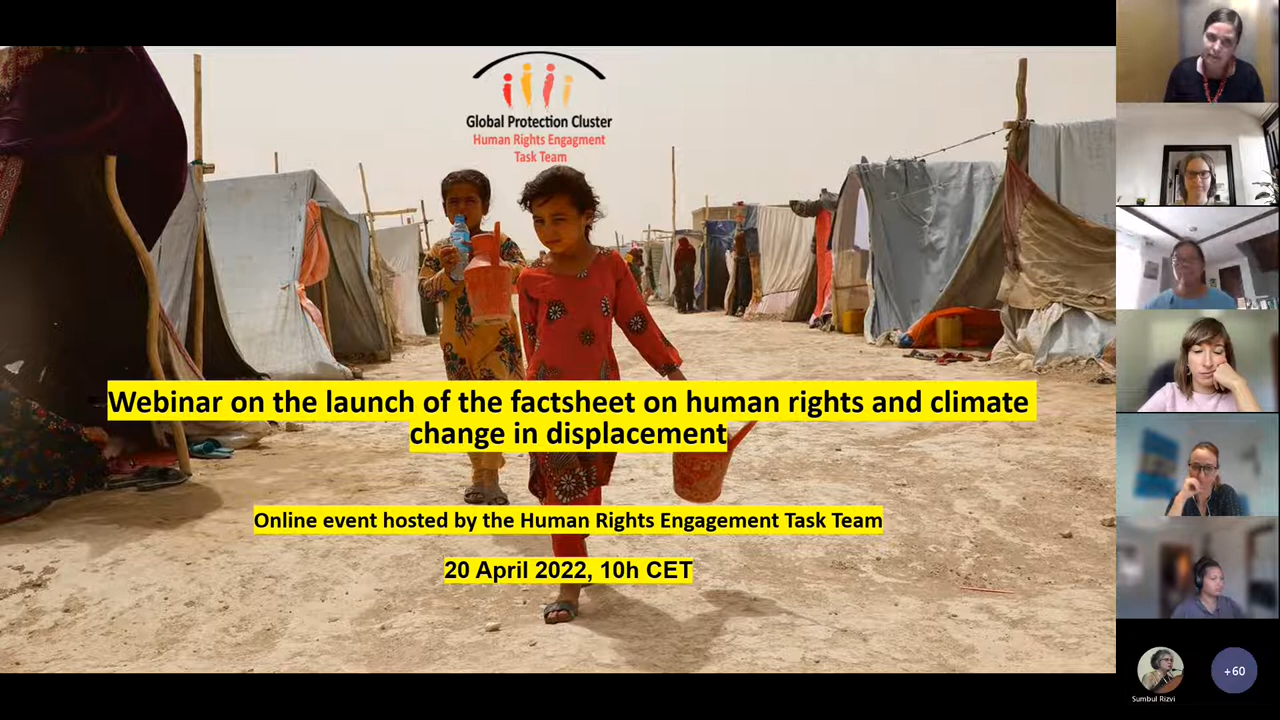 Global Protection Cluster
Human Rights Engagment
Task Team
Webinar on the launch of the factsheet on human rights and climate
change in displacement
Online event hosted by the Human Rights Engagement Task Team
20 April 2022, 10h CET
Sumbul Rizvi
+60